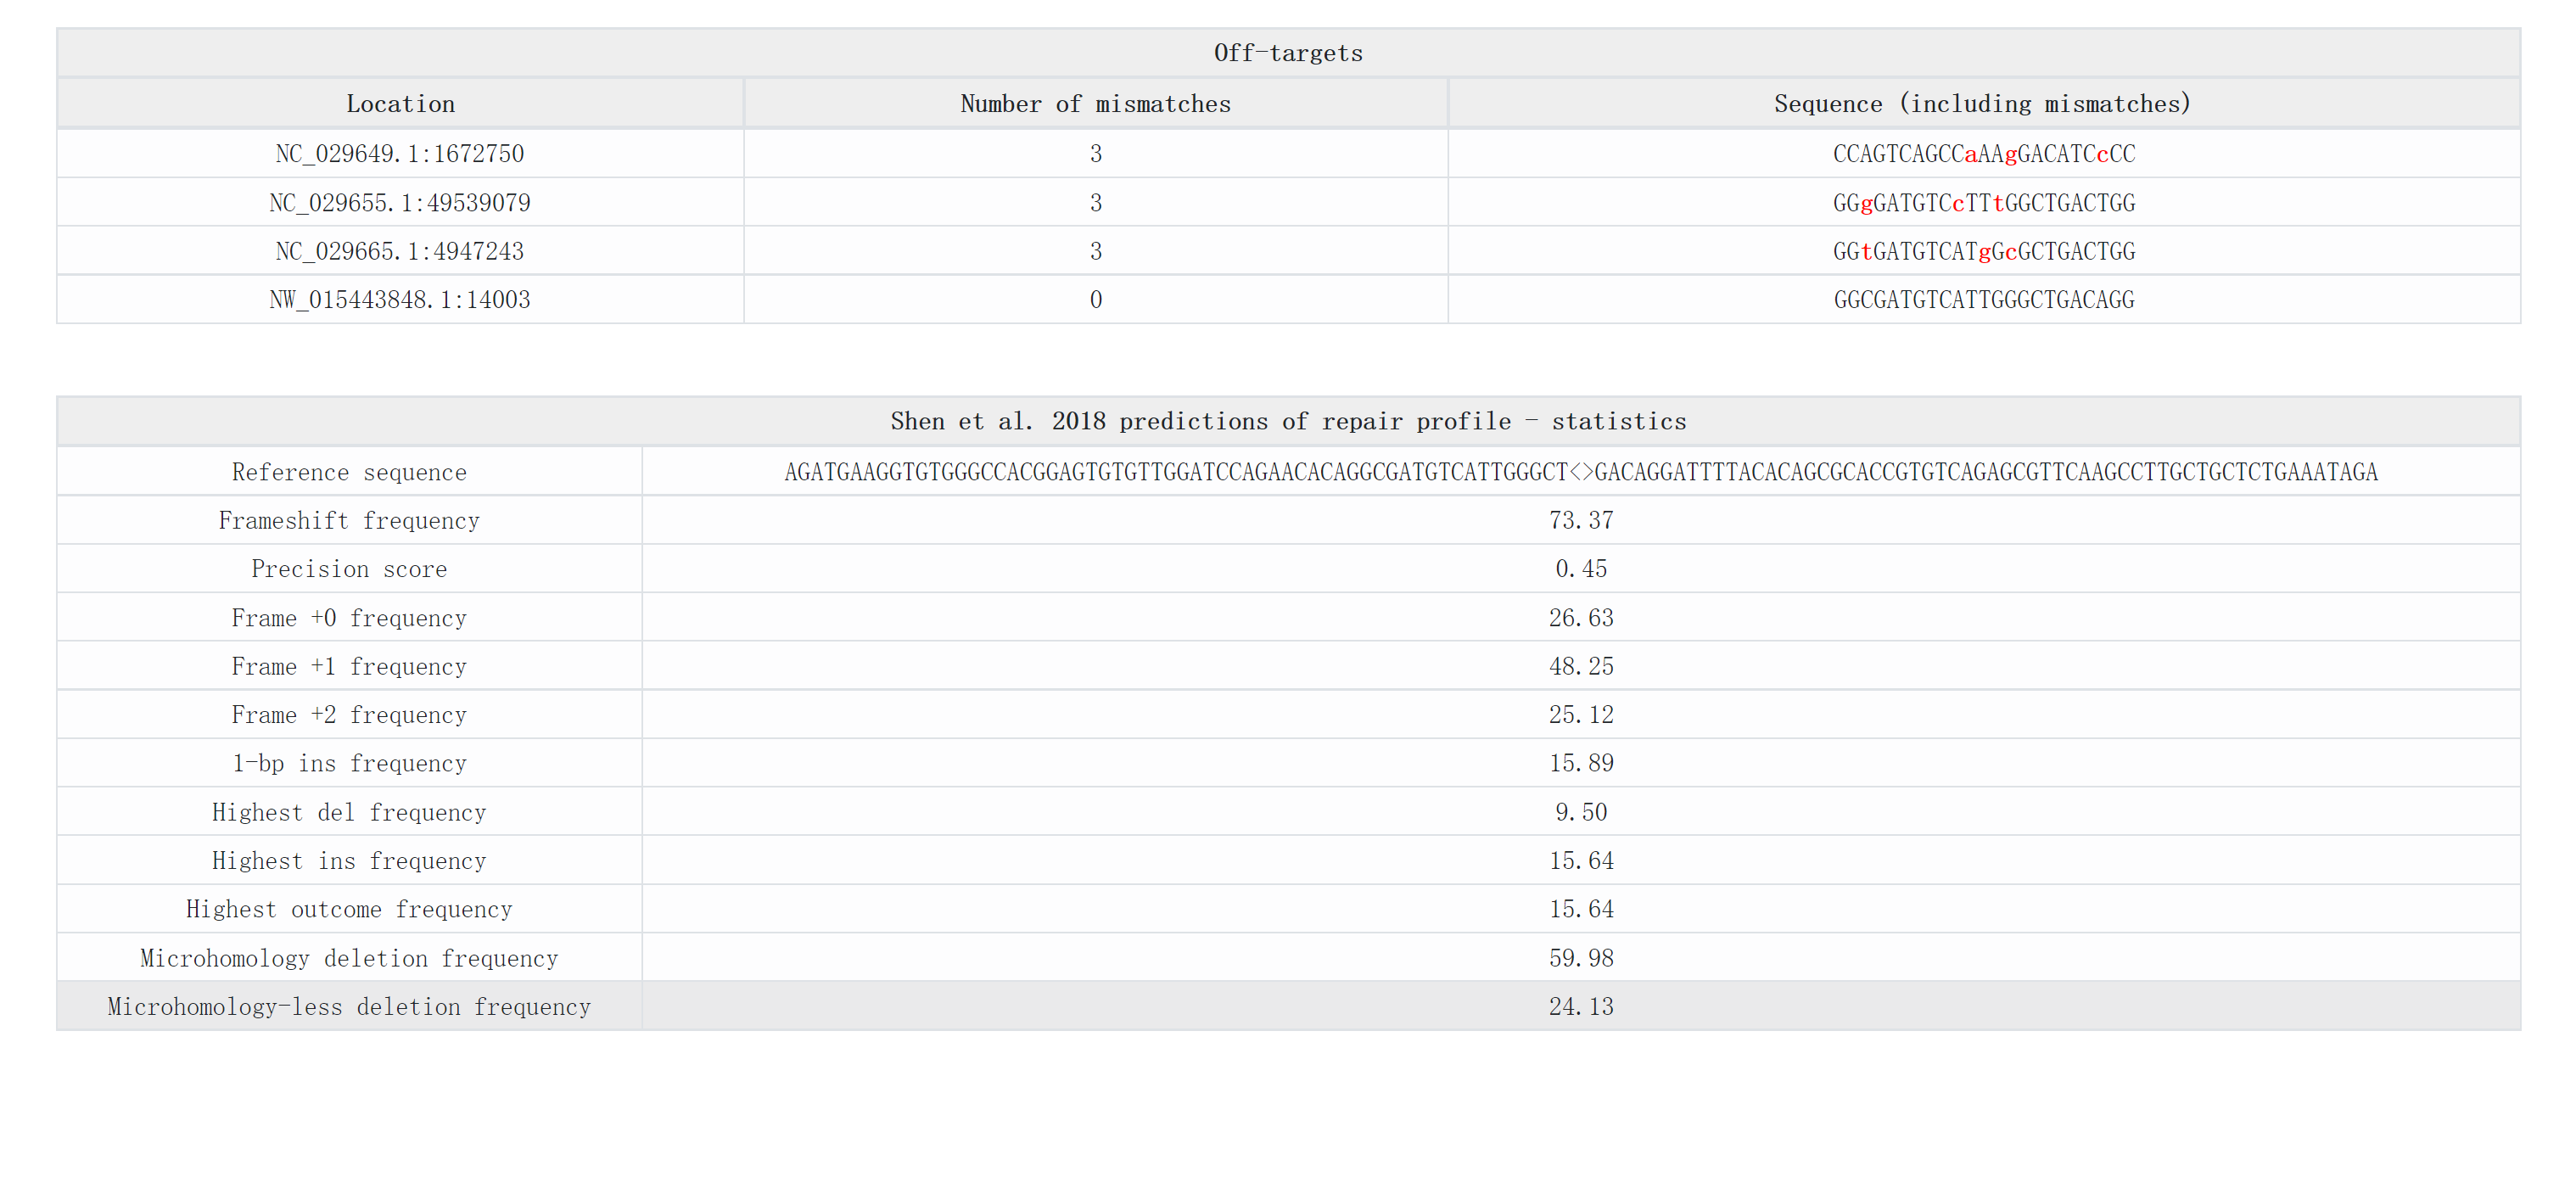 Off-targets
Location Number of mismatches Sequence (including mismatches)
NC_029649.1:1672750 3 CCAGTCAGCCaAAgGACATCcCC
NC_029655.1:49539079 3 GGgGATGTCcTTtGGCTGACTGG
NC_029665.1:4947243 3 GGtGATGTCATgGcGCTGACTGG
NW_015443848.1:14003 0 GGCGATGTCATTGGGCTGACAGG
Shen et al. 2018 predictions of repair profile - statistics
Reference sequence AGATGAAGGTGTGGGCCACGGAGTGTGTTGGATCCAGAACACAGGCGATGTCATTGGGCT<>GACAGGATTTTACACAGCGCACCGTGTCAGAGCGTTCAAGCCTTGCTGCTCTGAAATAGA
Frameshift frequency 73.37
Precision score 0.45
Frame +0 frequency 26.63
Frame +1 frequency 48.25
Frame +2 frequency 25.12
1-bp ins frequency 15.89
Highest del frequency 9.50
Highest ins frequency 15.64
Highest outcome frequency 15.64
Microhomology deletion frequency 59.98
Microhomology-less deletion frequency 24.13